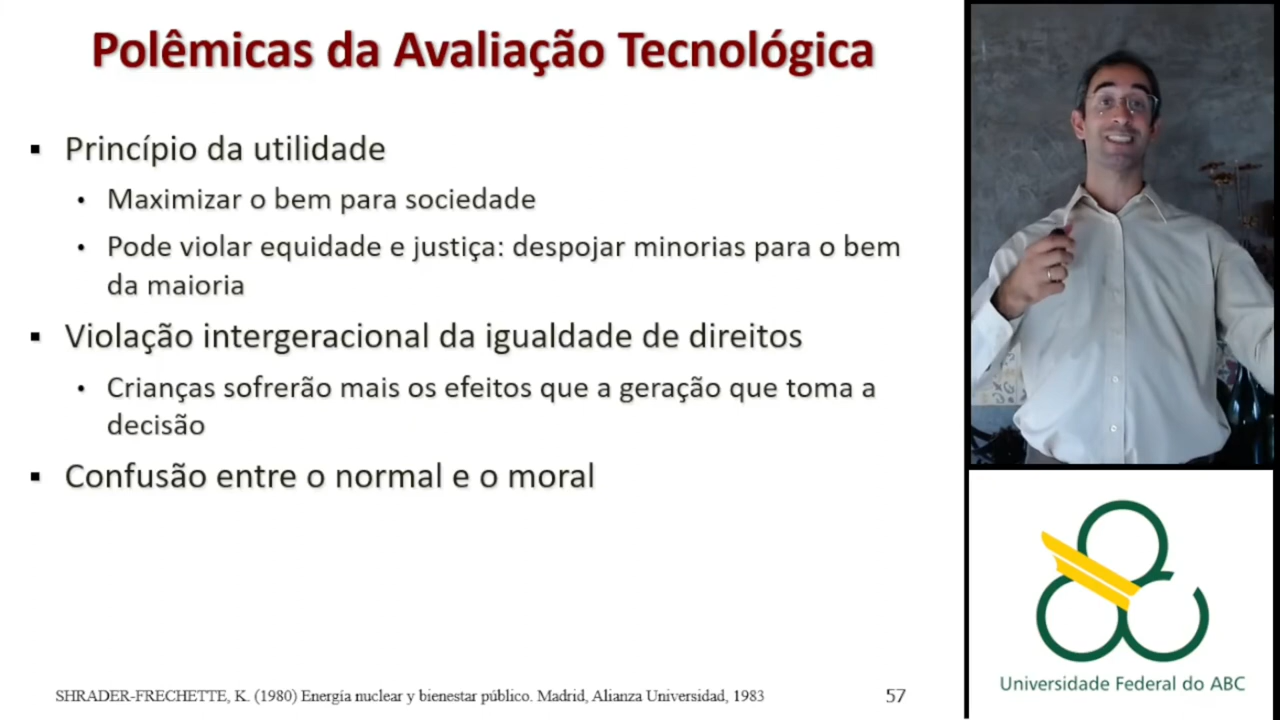 Polêmicas da Avaliação Tecnológica
▪ Princípio da utilidade
• Maximizar o bem para sociedade
• Pode violar equidade e justiça: despojar minorias para o bem
da maioria
▪ Violação intergeracional da igualdade de direitos
• Crianças sofrerão mais os efeitos que a geração que toma a
decisão
▪ Confusão entre o normal e o moral
SHRADER-FRECHETTE, K. (1980) Energía nuclear y bienestar público. Madrid, Alianza Universidad, 1983
57
Universidade Federal do ABC